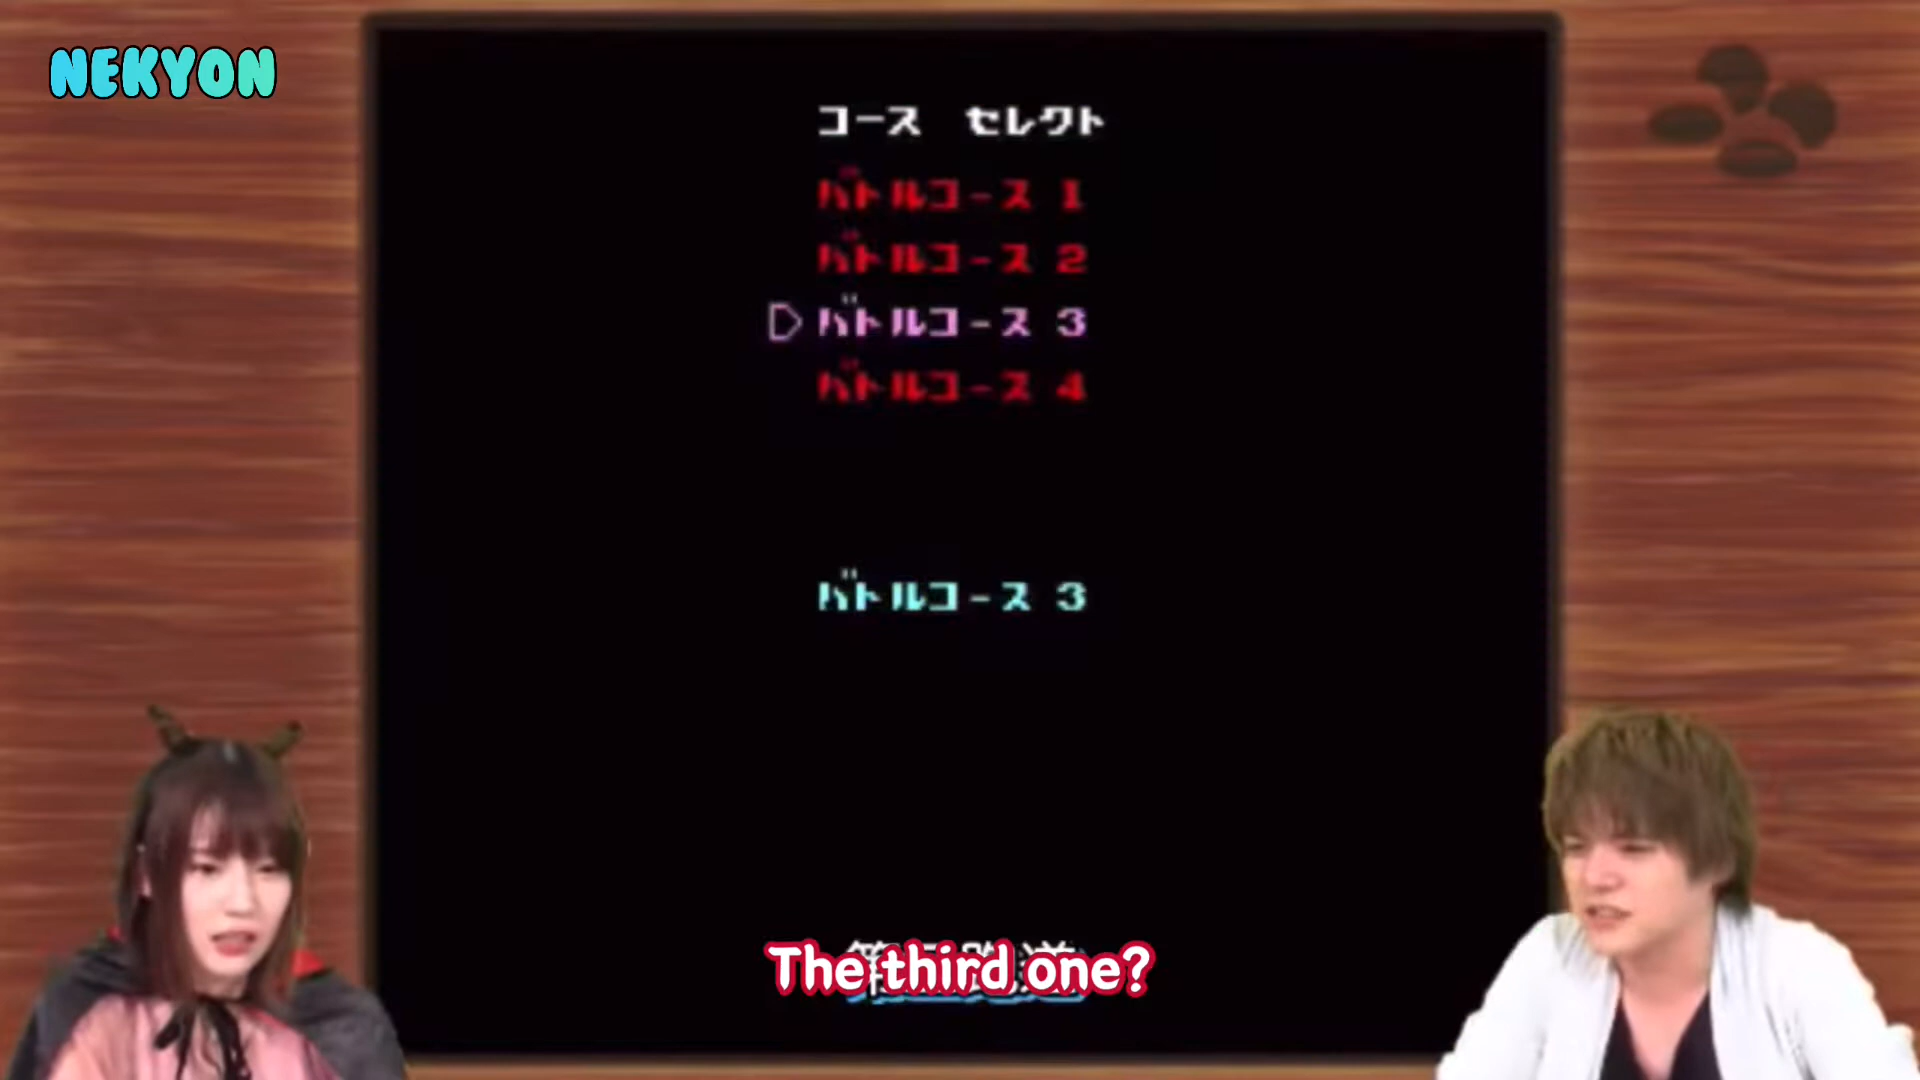 NEKYON
コース セレクト
バトルコース 1
バトルコース 2
バトルコース 3
バトルコース 4
バトルコース 3
The third one?